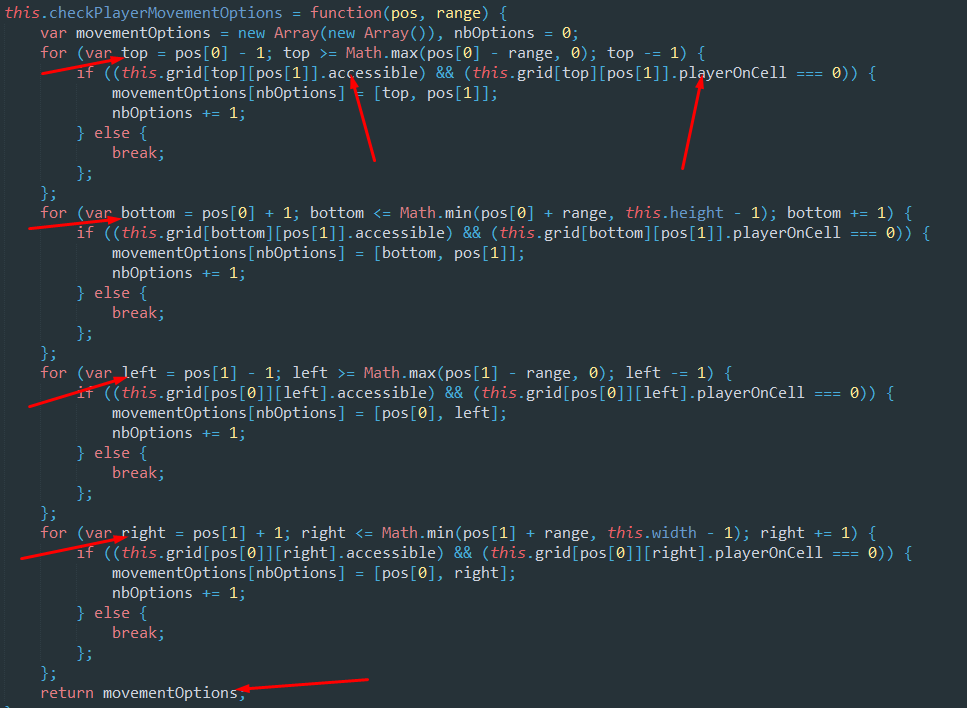 this.checkPlayerMovementOptions = function(pos, range) {
    var movementOptions = new Array(new Array()), nbOptions = 0;
    for (var top = pos[0] - 1; top >= Math.max(pos[0] - range, 0); top -= 1) {
        if ((this.grid[top][pos[1]].accessible) && (this.grid[top][pos[1]].playerOnCell === 0)) {
            movementOptions[nbOptions] = [top, pos[1]];
            nbOptions += 1;
        } else {
            break;
        };
    };
    for (var bottom = pos[0] + 1; bottom <= Math.min(pos[0] + range, this.height - 1); bottom += 1) {
        if ((this.grid[bottom][pos[1]].accessible) && (this.grid[bottom][pos[1]].playerOnCell === 0)) {
            movementOptions[nbOptions] = [bottom, pos[1]];
            nbOptions += 1;
        } else {
            break;
        };
    };
    for (var left = pos[1] - 1; left >= Math.max(pos[1] - range, 0); left -= 1) {
        if ((this.grid[pos[0]][left].accessible) && (this.grid[pos[0]][left].playerOnCell === 0)) {
            movementOptions[nbOptions] = [pos[0], left];
            nbOptions += 1;
        } else {
            break;
        };
    };
    for (var right = pos[1] + 1; right <= Math.min(pos[1] + range, this.width - 1); right += 1) {
        if ((this.grid[pos[0]][right].accessible) && (this.grid[pos[0]][right].playerOnCell === 0)) {
            movementOptions[nbOptions] = [pos[0], right];
            nbOptions += 1;
        } else {
            break;
        };
    };
    return movementOptions;